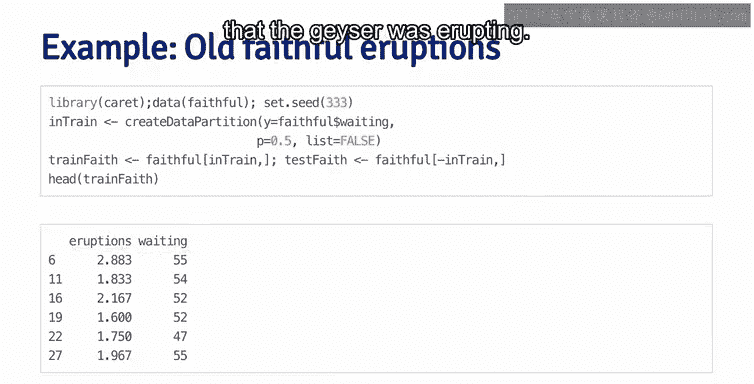 that the geyser was erupting.
Example: Old faithful eruptions
library(caret);data(faithful); set.seed(333)
inTrain <- createDataPartition(y=faithful$waiting,
p=0.5, list=FALSE)
trainFaith <- faithful[inTrain,]; testFaith <- faithful[-inTrain,]
head(trainFaith)
eruptions waiting
6 2.883 55
11 1.833 54
16 2.167 52
19 1.600 52
22 1.750 47
27 1.967 55